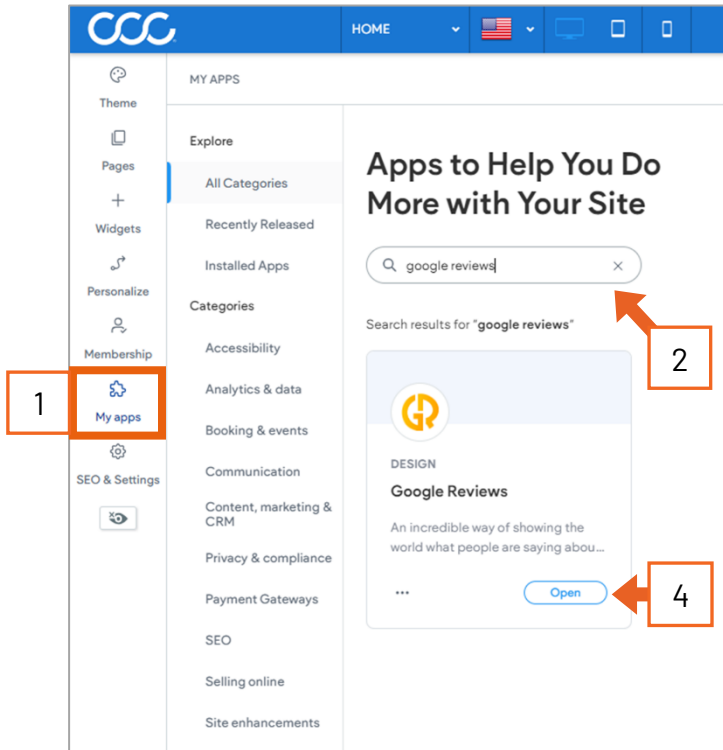 CCC
HOME
Theme
Pages
Widgets
Personalize
Membership
1
My apps
SEO & Settings
MY APPS
Explore
All Categories
Recently Released
Installed Apps
Categories
Accessibility
Analytics & data
Booking & events
Communication
Content, marketing &
CRM
Privacy & compliance
Payment Gateways
SEO
Selling online
Site enhancements
Apps to Help You Do
More with Your Site
google reviews
2
Search results for "google reviews"
GR
DESIGN
Google Reviews
An incredible way of showing the
world what people are saying abou...
... Open
4